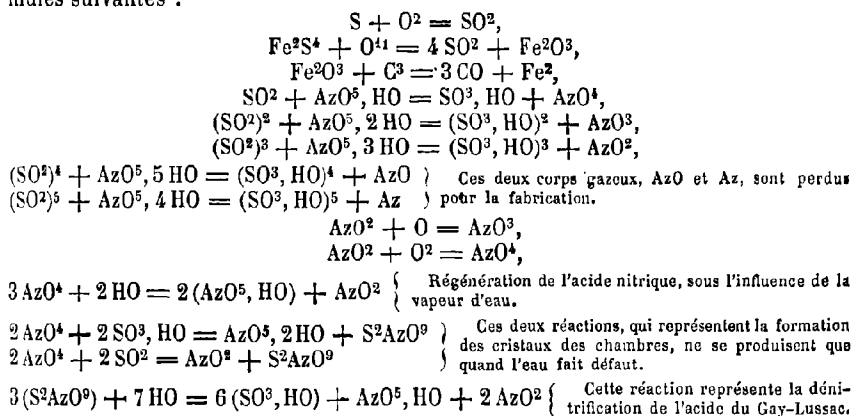 mules suivantes :
S + O² = SO²,
Fe²S⁴ + O¹¹ = 4 SO² + Fe²O³,
Fe²O³ + C³ = 3 CO + Fe²,
SO² + AzO⁵, HO = SO³, HO + AzO⁴,
(SO²)² + AzO⁵, 2 HO = (SO³, HO)² + AzO³,
(SO²)³ + AzO⁵, 3 HO = (SO³, HO)³ + AzO²,
(SO²)⁴ + AzO⁵, 5 HO = (SO³, HO)⁴ + AzO } Ces deux corps gazeux, AzO et Az, sont perdus
(SO²)⁵ + AzO⁵, 4 HO = (SO³, HO)⁵ + Az } pour la fabrication.
AzO² + O = AzO³,
AzO² + O² = AzO⁴,
3 AzO⁴ + 2 HO = 2 (AzO⁵, HO) + AzO² { Régénération de l'acide nitrique, sous l'influence de la
vapeur d'eau.
2 AzO⁴ + 2 SO³, HO = AzO⁵, 2 HO + S²AzO⁹ } Ces deux réactions, qui représentent la formation
des cristaux des chambres, ne se produisent que
2 AzO⁴ + 2 SO² = AzO² + S²AzO⁹ } quand l'eau fait défaut.
3 (S²AzO⁹) + 7 HO = 6 (SO³, HO) + AzO⁵, HO + 2 AzO² { Cette réaction représente la déni-
trification de l'acide du Gay-Lussac.